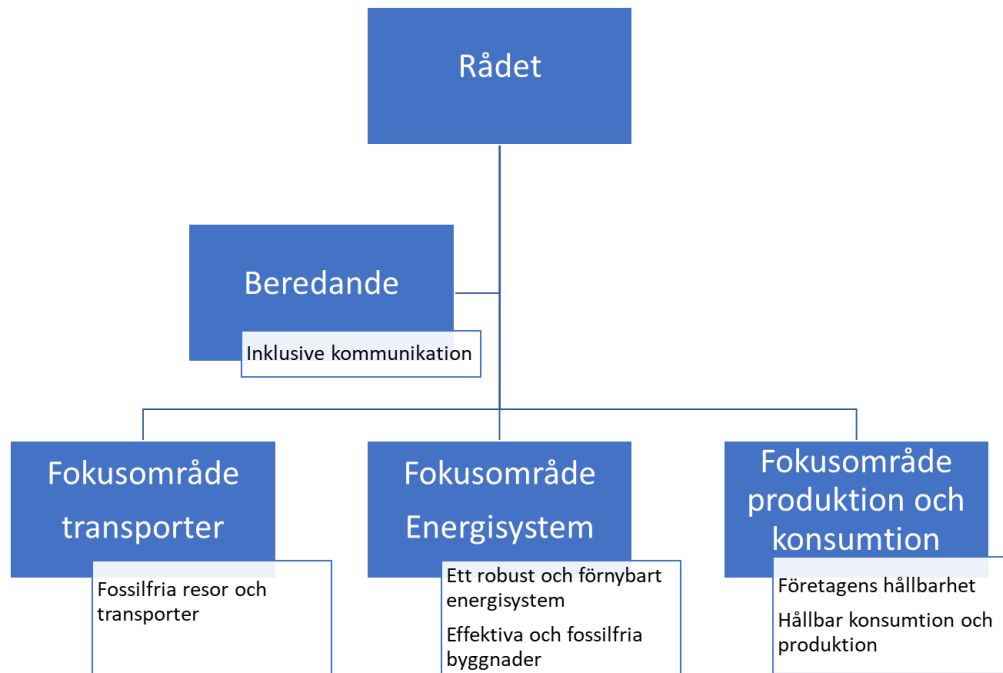 Rådet
Beredande
Inklusive kommunikation
Fokusområde
transporter
Fossilfria resor och
transporter
Fokusområde
Energisystem
Ett robust och förnybart
energisystem
Effektiva och fossilfria
byggnader
Fokusområde
produktion och
konsumtion
Företagens hållbarhet
Hållbar konsumtion och
produktion